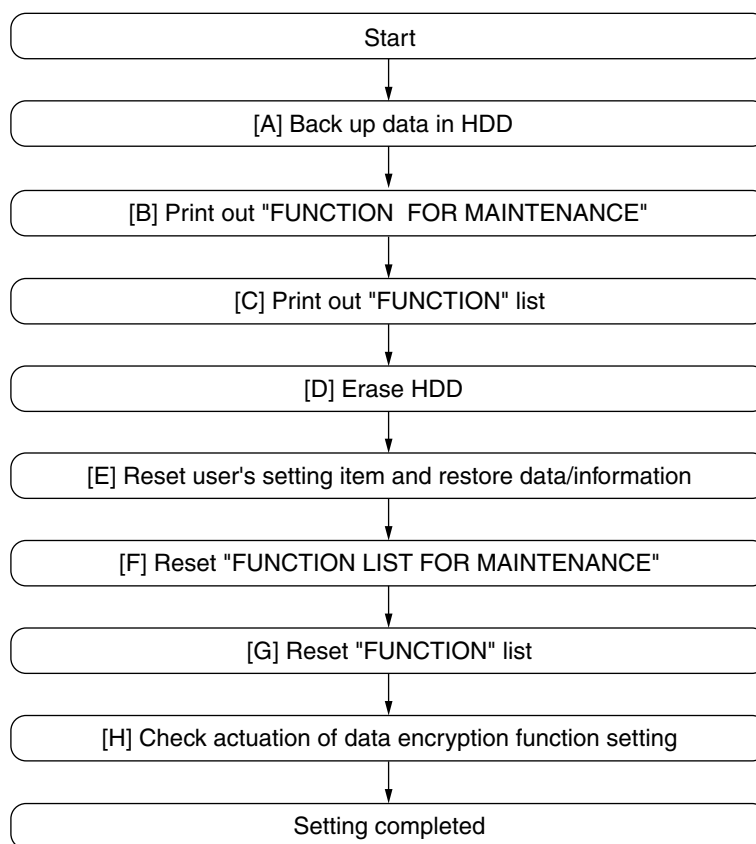 Start
[A] Back up data in HDD
[B] Print out "FUNCTION  FOR MAINTENANCE"
[C] Print out "FUNCTION" list
[D] Erase HDD
[E] Reset user's setting item and restore data/information
[F] Reset "FUNCTION LIST FOR MAINTENANCE"
[G] Reset "FUNCTION" list
[H] Check actuation of data encryption function setting
Setting completed